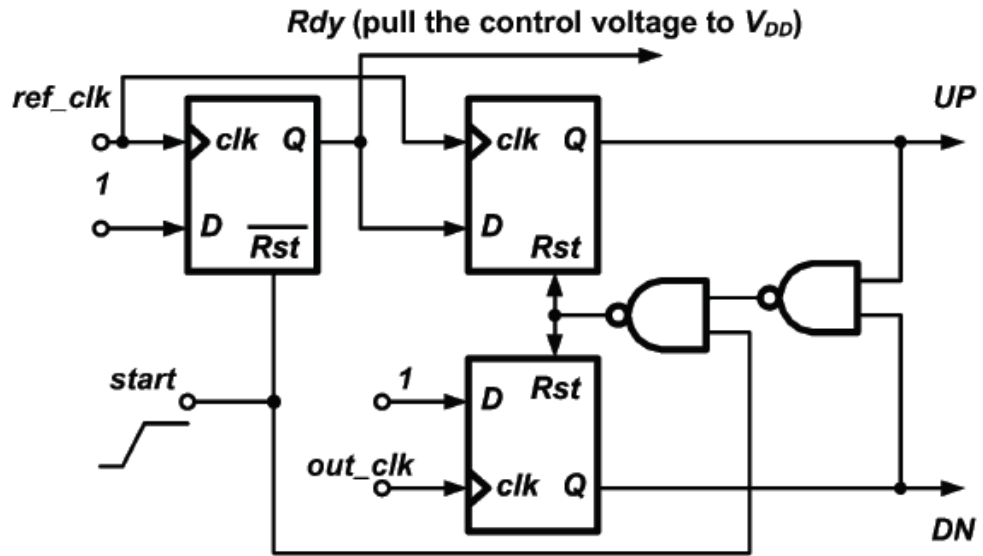 Rdy (pull the control voltage to VDD)
ref_clk
UP
clk Q
clk Q
1
D
D
Rst
Rst
start
1
D
Rst
out_clk
clk Q
DN